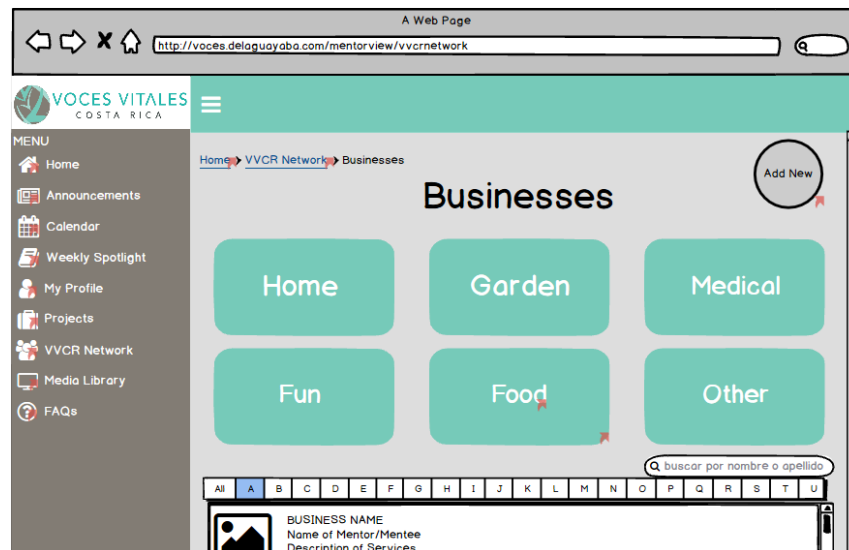 A Web Page
http://voces.delaguayaba.com/mentorview/vvcrnetwork
VOCES VITALES
COSTA RICA
MENU
Home
Announcements
Calendar
Weekly Spotlight
My Profile
Projects
VVCR Network
Media Library
FAQs
Home > VVCR Network > Businesses
Add New
Businesses
Home Garden Medical
Fun Food Other
buscar por nombre o apellido
All A B C D E F G H I J K L M N O P Q R S T U
BUSINESS NAME
Name of Mentor/Mentee
Description of Services